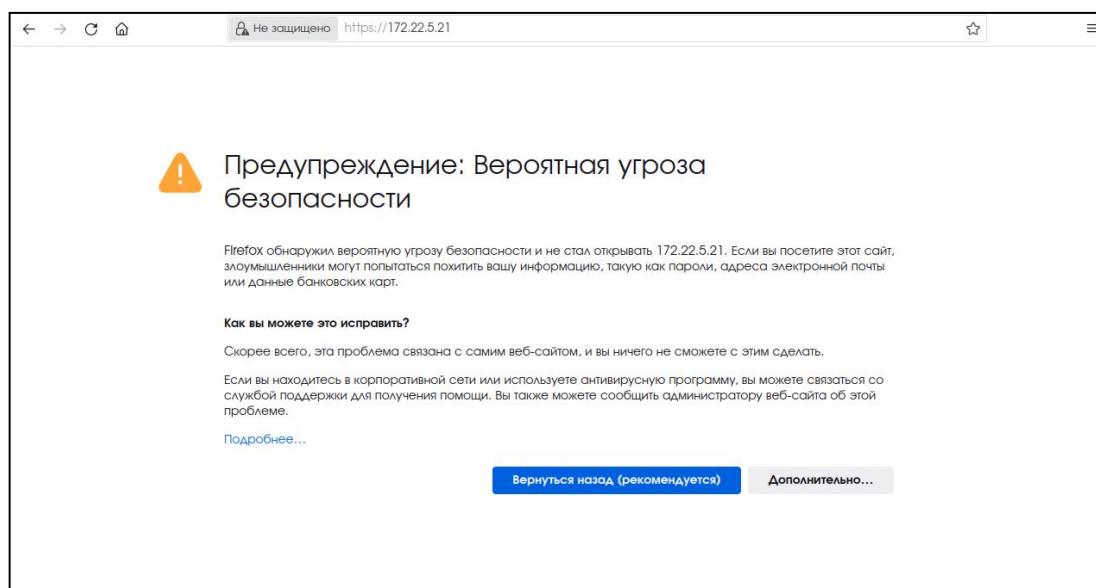 Не защищено https://172.22.5.21
Предупреждение: Вероятная угроза
безопасности
Firefox обнаружил вероятную угрозу безопасности и не стал открывать 172.22.5.21. Если вы посетите этот сайт,
злоумышленники могут попытаться похитить вашу информацию, такую как пароли, адреса электронной почты
или данные банковских карт.
Как вы можете это исправить?
Скорее всего, эта проблема связана с самим веб-сайтом, и вы ничего не сможете с этим сделать.
Если вы находитесь в корпоративной сети или используете антивирусную программу, вы можете связаться со
службой поддержки для получения помощи. Вы также можете сообщить администратору веб-сайта об этой
проблеме.
Подробнее...
Вернуться назад (рекомендуется) Дополнительно...